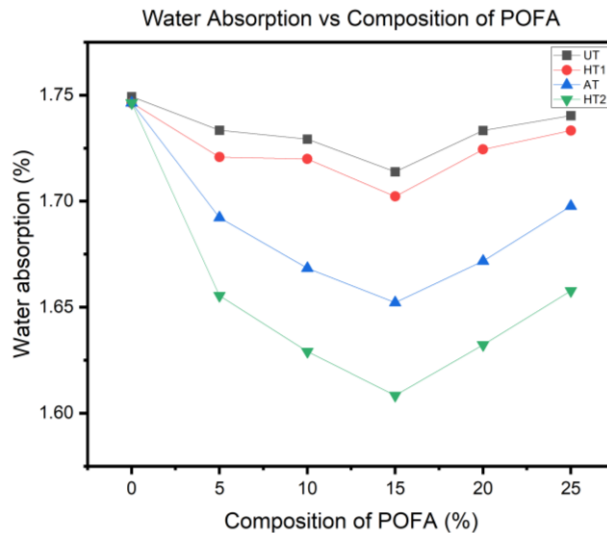 Water Absorption vs Composition of POFA
UT
HT1
AT
HT2
1.75
1.70
1.65
1.60
Water absorption (%)
0 5 10 15 20 25
Composition of POFA (%)